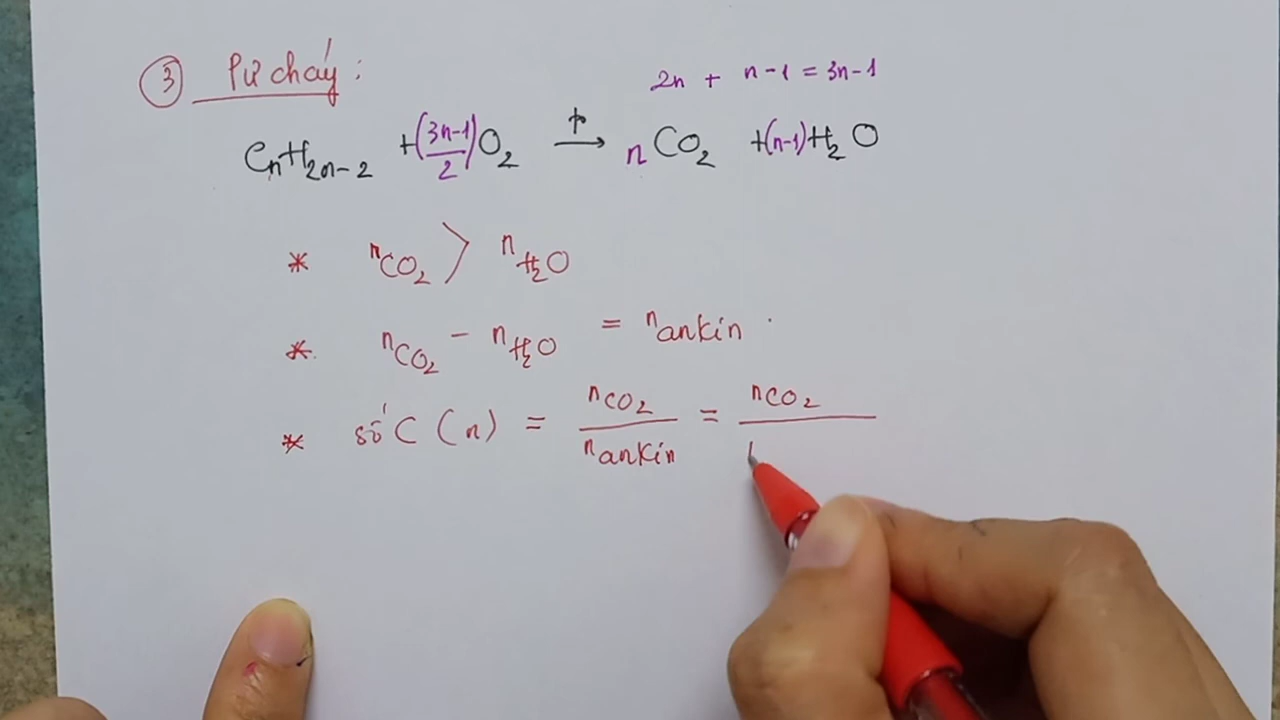 ③ Pư cháy :
2n + n-1 = 3n-1
CnH2n-2 +(3n-1)/2 O2 t° → nCO2 +(n-1)H2O
* nCO2 > nH2O
* nCO2 - nH2O = nankin.
* số C (n) = nCO2/nankin = nCO2/